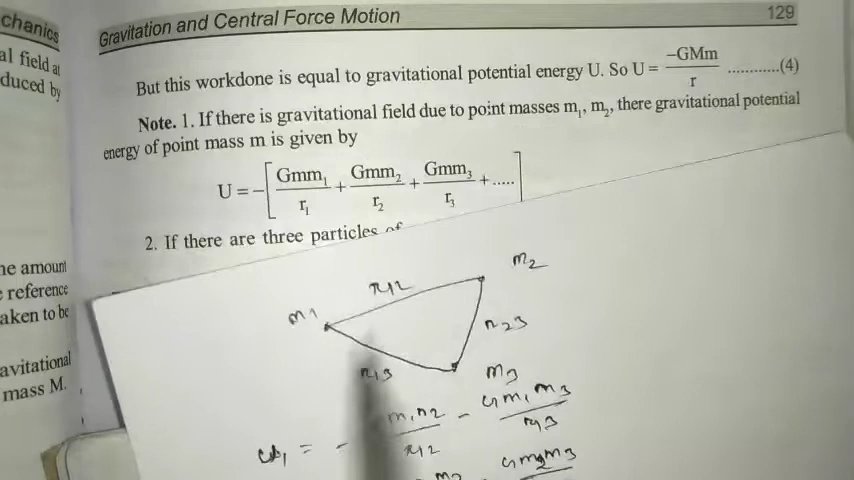 chanics
al field at
duced by
he amount
reference
aken to be
avitational
mass M.
Gravitation and Central Force Motion 129
But this workdone is equal to gravitational potential energy U. So U = −GMm / r ............(4)
Note. 1. If there is gravitational field due to point masses m₁, m₂, there gravitational potential
energy of point mass m is given by
U = −[ Gmm₁ / r₁ + Gmm₂ / r₂ + Gmm₃ / r₃ + ..... ]
2. If there are three particles of
m₂
r₁₂
m₁
r₂₃
r₁₃
m₃
= − m₁m₂ / r₁₂ − Gm₁m₃ / r₁₃
m₂ Gm₂m₃